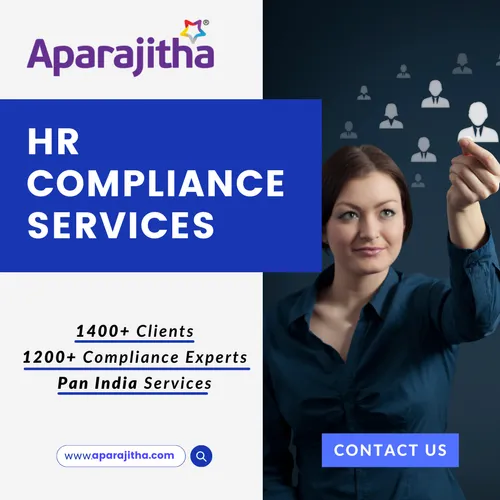 Aparajitha®
HR
COMPLIANCE
SERVICES
1400+ Clients
1200+ Compliance Experts
Pan India Services
www.aparajitha.com
CONTACT US